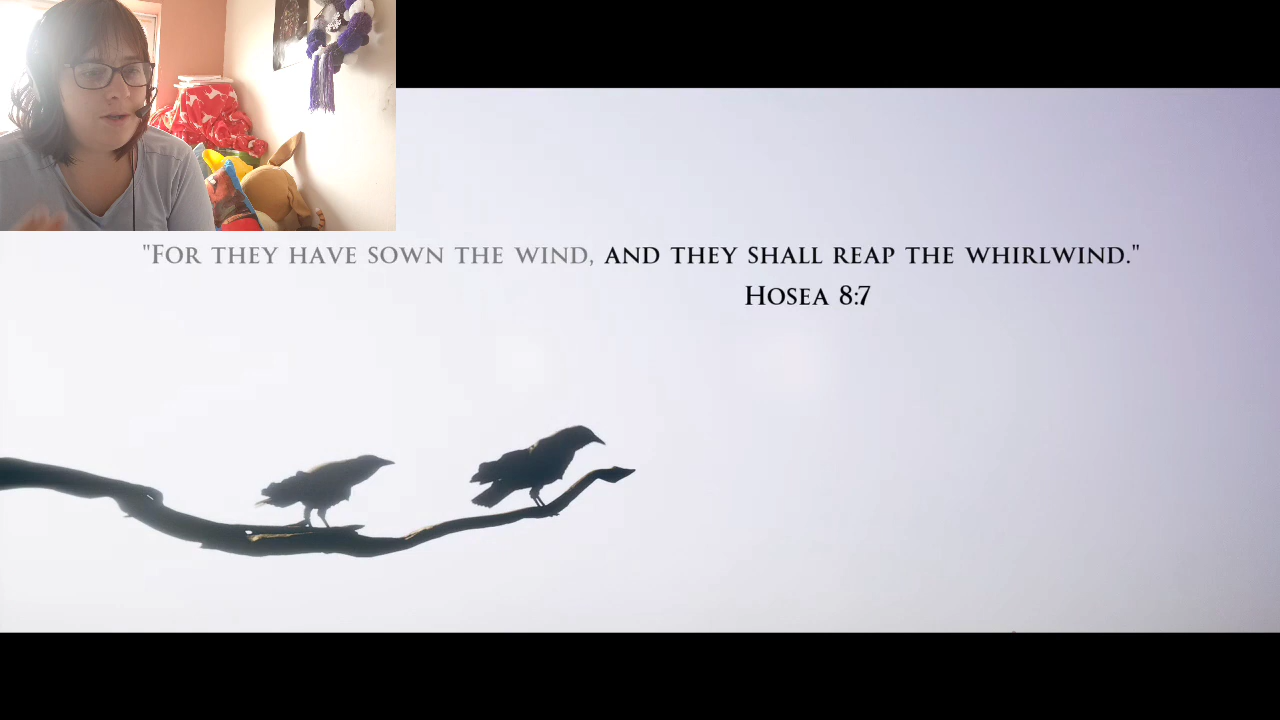 "For they have sown the wind, and they shall reap the whirlwind."
Hosea 8:7